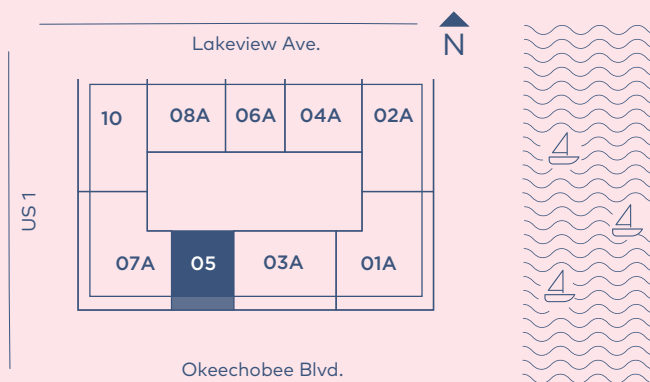 Lakeview Ave.
N
10 08A 06A 04A 02A
US 1
07A 05 03A 01A
Okeechobee Blvd.